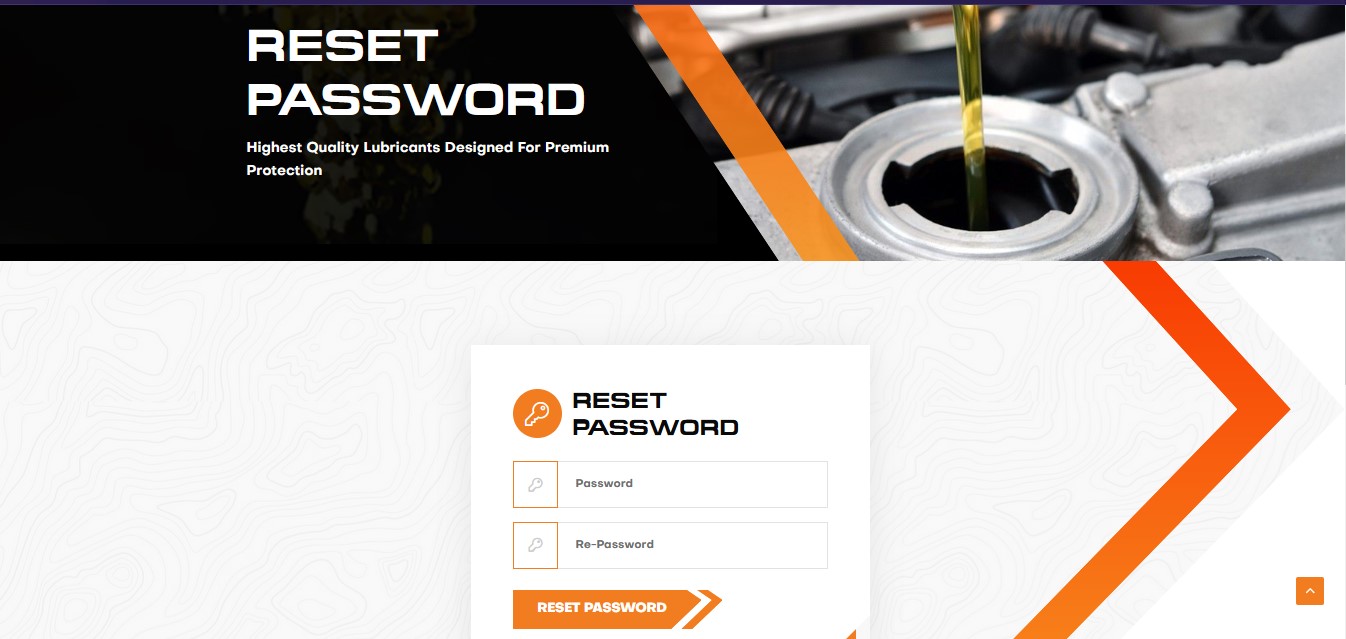 RESET
PASSWORD
Highest Quality Lubricants Designed For Premium
Protection
RESET
PASSWORD
Password
Re-Password
RESET PASSWORD